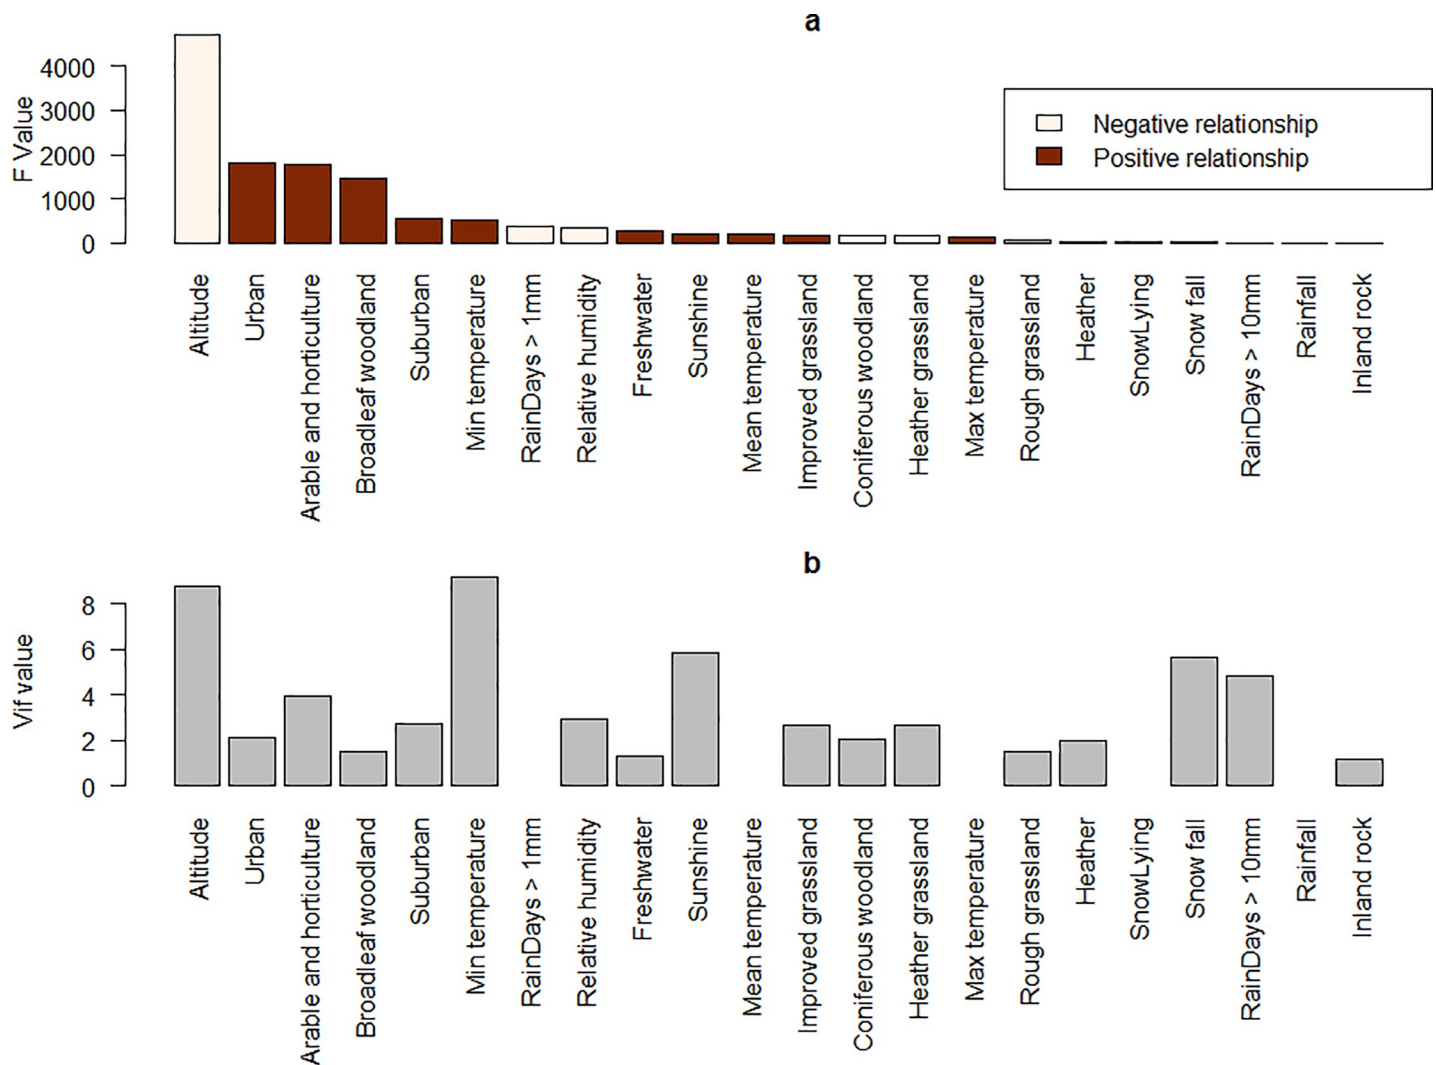 a
F Value
4000
3000
2000
1000
0
Negative relationship
Positive relationship
Altitude
Urban
Arable and horticulture
Broadleaf woodland
Suburban
Min temperature
RainDays > 1mm
Relative humidity
Freshwater
Sunshine
Mean temperature
Improved grassland
Coniferous woodland
Heather grassland
Max temperature
Rough grassland
Heather
SnowLying
Snow fall
RainDays > 10mm
Rainfall
Inland rock
b
Vif value
8
6
4
2
0
Altitude
Urban
Arable and horticulture
Broadleaf woodland
Suburban
Min temperature
RainDays > 1mm
Relative humidity
Freshwater
Sunshine
Mean temperature
Improved grassland
Coniferous woodland
Heather grassland
Max temperature
Rough grassland
Heather
SnowLying
Snow fall
RainDays > 10mm
Rainfall
Inland rock